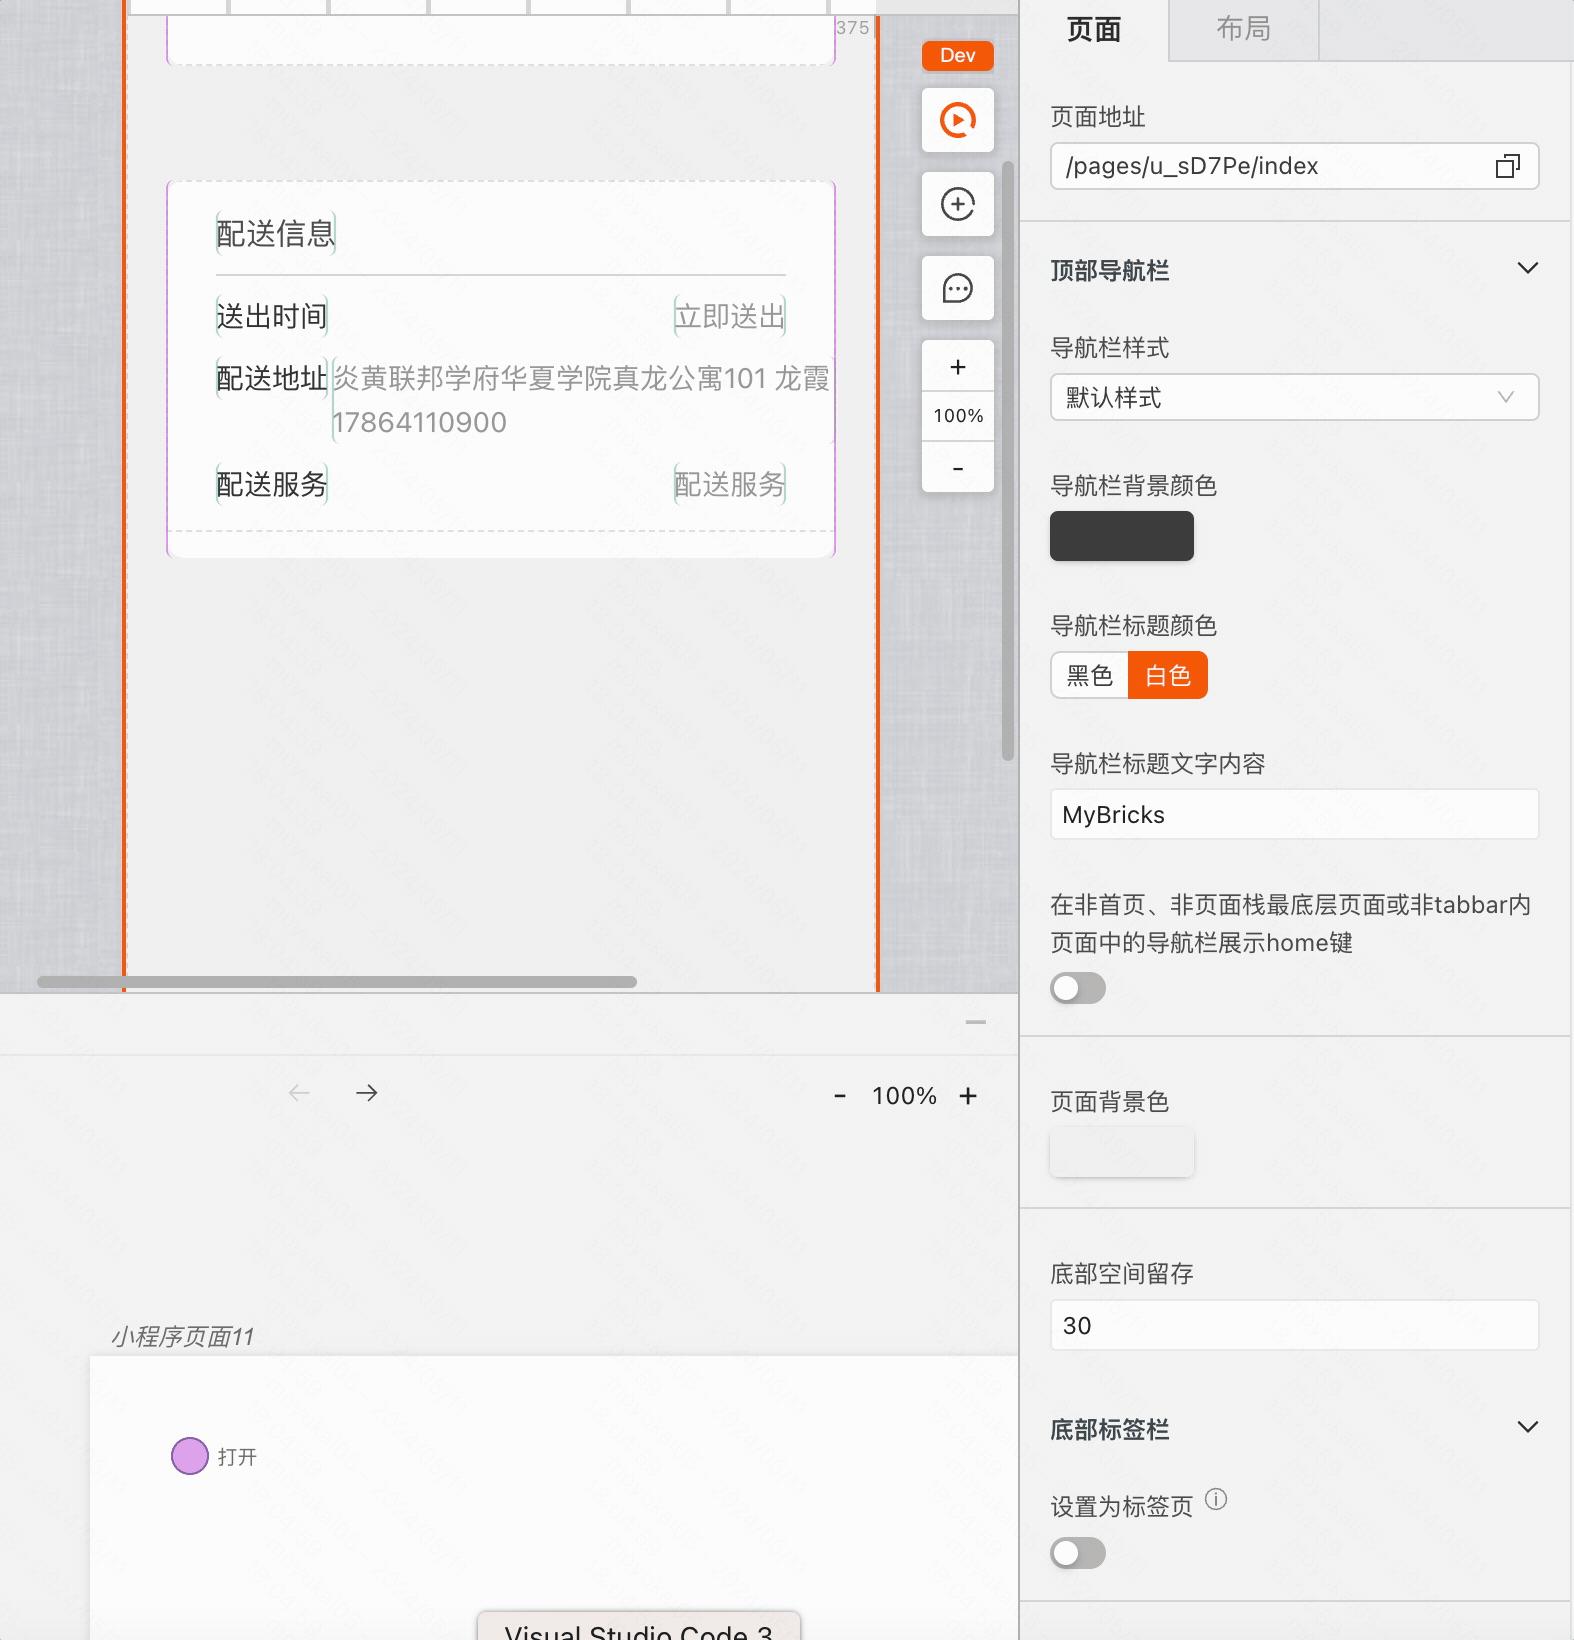 375
配送信息
送出时间
立即送出
配送地址
炎黄联邦学府华夏学院真龙公寓101 龙霞
17864110900
配送服务
配送服务
Dev
+
100%
-
- 100% +
小程序页面11
打开
Visual Studio Code 3
页面
布局
页面地址
/pages/u_sD7Pe/index
顶部导航栏
导航栏样式
默认样式
导航栏背景颜色
导航栏标题颜色
黑色
白色
导航栏标题文字内容
MyBricks
在非首页、非页面栈最底层页面或非tabbar内
页面中的导航栏展示home键
页面背景色
底部空间留存
30
底部标签栏
设置为标签页